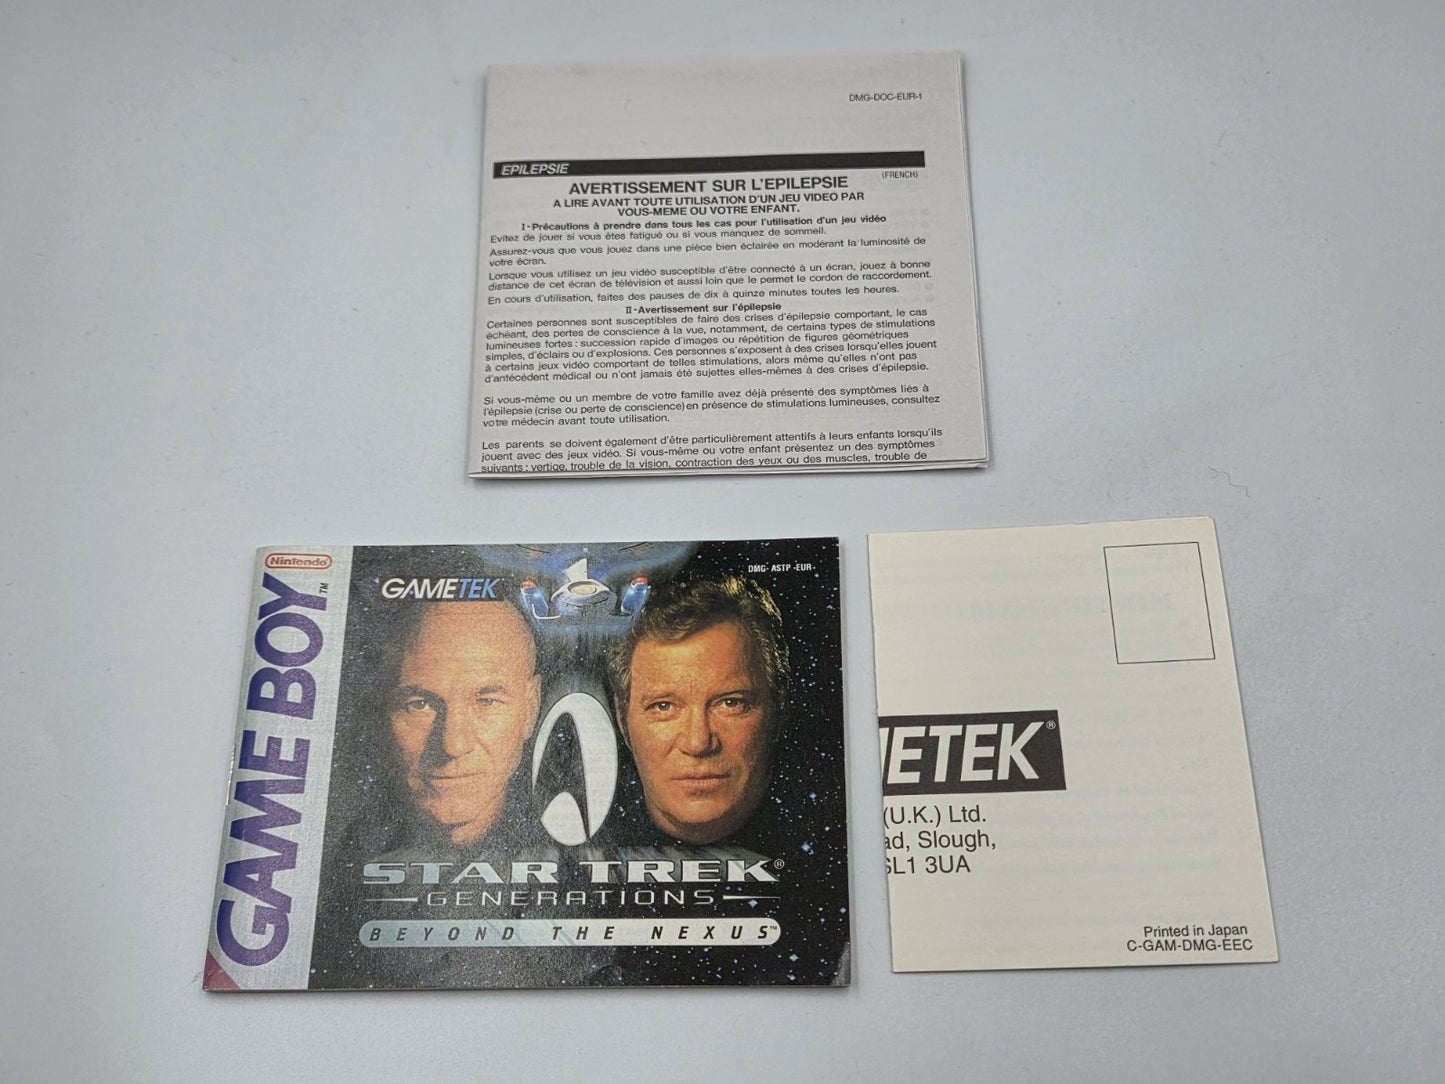 DMG-DOC-EUR-1
EPILEPSIE
(FRENCH)
AVERTISSEMENT SUR L'EPILEPSIE
A LIRE AVANT TOUTE UTILISATION D'UN JEU VIDEO PAR
VOUS-MEME OU VOTRE ENFANT.
I - Précautions à prendre dans tous les cas pour l'utilisation d'un jeu vidéo
Evitez de jouer si vous êtes fatigué ou si vous manquez de sommeil.
Assurez-vous que vous jouez dans une pièce bien éclairée en modérant la luminosité de
votre écran.
Lorsque vous utilisez un jeu vidéo susceptible d'être connecté à un écran, jouez à bonne
distance de cet écran de télévision et aussi loin que le permet le cordon de raccordement.
En cours d'utilisation, faites des pauses de dix à quinze minutes toutes les heures.
II - Avertissement sur l'épilepsie
Certaines personnes sont susceptibles de faire des crises d'épilepsie comportant, le cas
échéant, des pertes de conscience à la vue, notamment, de certains types de stimulations
lumineuses fortes : succession rapide d'images ou répétition de figures géométriques
simples, d'éclairs ou d'explosions. Ces personnes s'exposent à des crises lorsqu'elles jouent
à certains jeux vidéo comportant de telles stimulations, alors même qu'elles n'ont pas
d'antécédent médical ou n'ont jamais été sujettes elles-mêmes à des crises d'épilepsie.
Si vous-même ou un membre de votre famille avez déjà présenté des symptômes liés à
l'épilepsie (crise ou perte de conscience) en présence de stimulations lumineuses, consultez
votre médecin avant toute utilisation.
Les parents se doivent également d'être particulièrement attentifs à leurs enfants lorsqu'ils
jouent avec des jeux vidéo. Si vous-même ou votre enfant présentez un des symptômes
suivants : vertige, trouble de la vision, contraction des yeux ou des muscles, trouble de
Nintendo
GAME BOY™
GAMETEK
DMG- ASTP -EUR
STAR TREK®
GENERATIONS
BEYOND THE NEXUS™
ETEK®
(U.K.) Ltd.
ad, Slough,
SL1 3UA
Printed in Japan
C-GAM-DMG-EEC